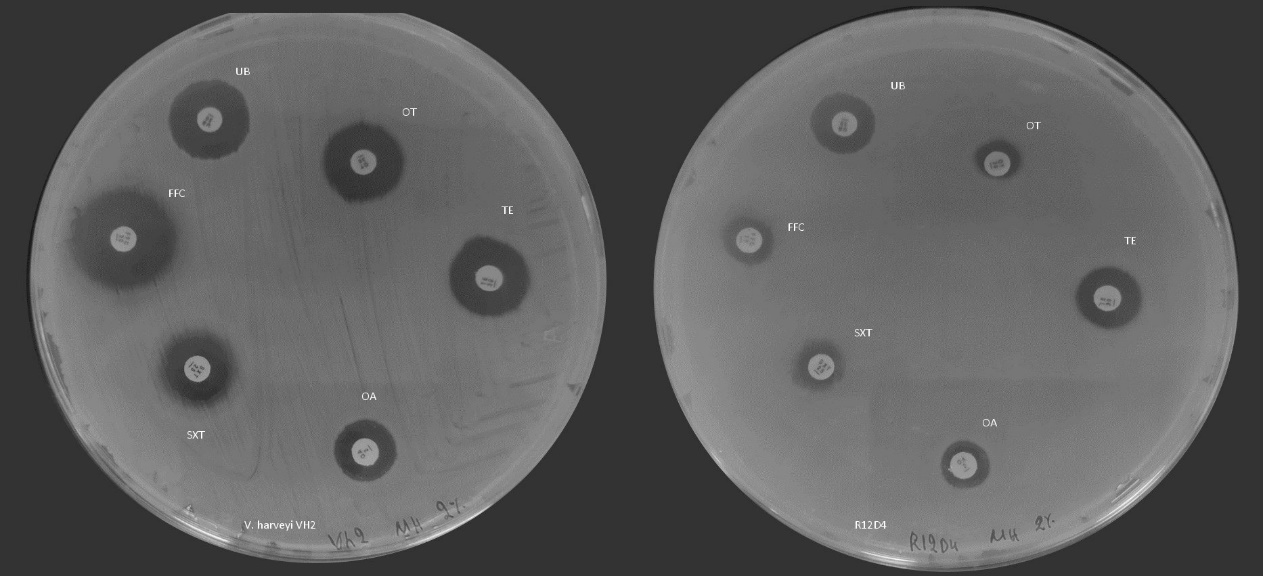 UB
OT
FFC
TE
SXT
OA
V. harveyi VH2
Vh2 MH 2%
UB
OT
FFC
TE
SXT
OA
R12D4
R12D4 MH 2%